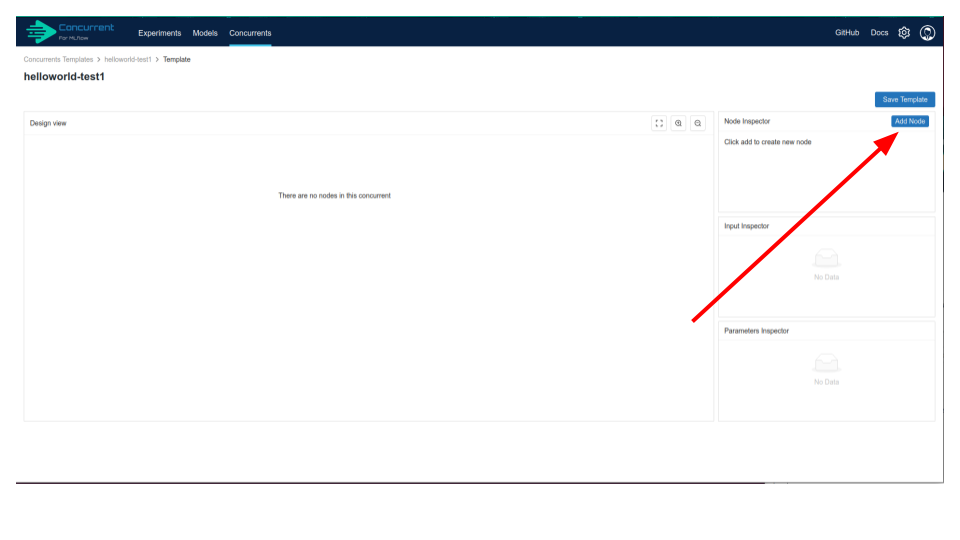 Concurrent
For MLflow
Experiments Models Concurrents
GitHub Docs
Concurrents Templates > helloworld-test1 > Template
helloworld-test1
Save Template
Design view
Node Inspector
Add Node
Click add to create new node
There are no nodes in this concurrent
Input Inspector
No Data
Parameters Inspector
No Data